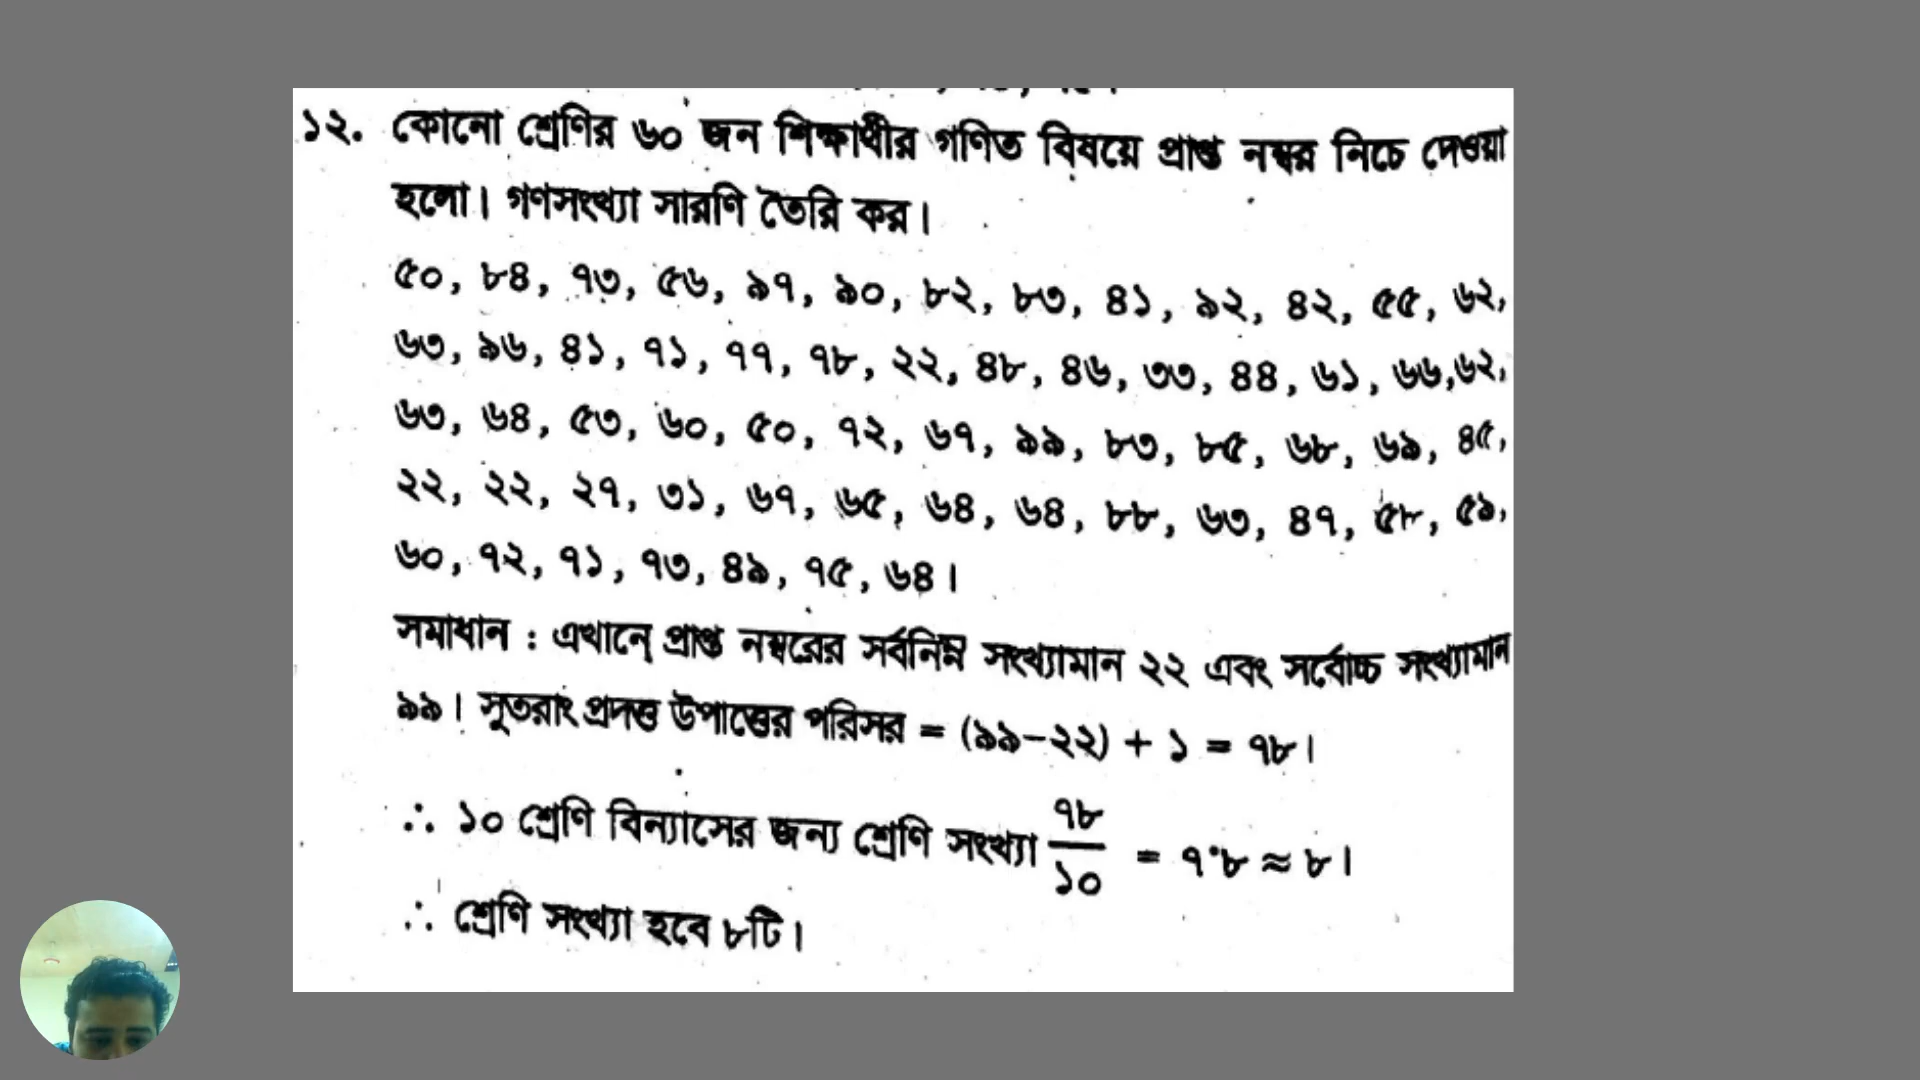 ১২. কোনো শ্রেণির ৬০ জন শিক্ষার্থীর গণিত বিষয়ে প্রাপ্ত নম্বর নিচে দেওয়া
হলো। গণসংখ্যা সারণি তৈরি কর।
৫০, ৮৪, ৭৩, ৫৬, ৯৭, ৯০, ৮২, ৮৩, ৪১, ৯২, ৪২, ৫৫, ৬২,
৬৩, ৯৬, ৪১, ৭১, ৭৭, ৭৮, ২২, ৪৮, ৪৬, ৩৩, ৪৪, ৬১, ৬৬,৬২,
৬৩, ৬৪, ৫৩, ৬০, ৫০, ৭২, ৬৭, ৯৯, ৮৩, ৮৫, ৬৮, ৬৯, ৪৫,
২২, ২২, ২৭, ৩১, ৬৭, ৬৫, ৬৪, ৬৪, ৮৮, ৬৩, ৪৭, ৫৮, ৫৯,
৬০, ৭২, ৭১, ৭৩, ৪৯, ৭৫, ৬৪।
সমাধান : এখানে প্রাপ্ত নম্বরের সর্বনিম্ন সংখ্যামান ২২ এবং সর্বোচ্চ সংখ্যামান
৯৯। সুতরাং প্রদত্ত উপাত্তের পরিসর = (৯৯−২২) + ১ = ৭৮।
∴ ১০ শ্রেণি বিন্যাসের জন্য শ্রেণি সংখ্যা ৭৮/১০ = ৭·৮ ≈ ৮।
∴ শ্রেণি সংখ্যা হবে ৮টি।